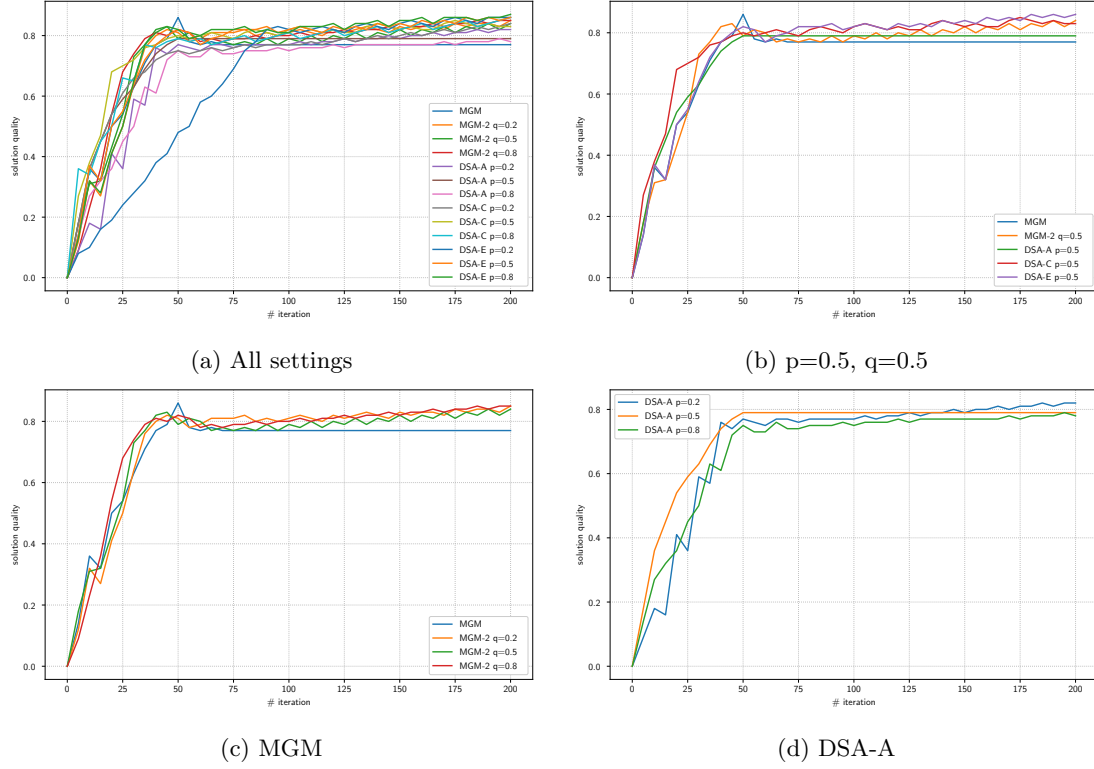 solution quality
0.8
0.6
0.4
0.2
0.0
MGM
MGM-2 q=0.2
MGM-2 q=0.5
MGM-2 q=0.8
DSA-A p=0.2
DSA-A p=0.5
DSA-A p=0.8
DSA-C p=0.2
DSA-C p=0.5
DSA-C p=0.8
DSA-E p=0.2
DSA-E p=0.5
DSA-E p=0.8
0 25 50 75 100 125 150 175 200
# iteration
(a) All settings
solution quality
0.8
0.6
0.4
0.2
0.0
MGM
MGM-2 q=0.5
DSA-A p=0.5
DSA-C p=0.5
DSA-E p=0.5
0 25 50 75 100 125 150 175 200
# iteration
(b) p=0.5, q=0.5
solution quality
0.8
0.6
0.4
0.2
0.0
MGM
MGM-2 q=0.2
MGM-2 q=0.5
MGM-2 q=0.8
0 25 50 75 100 125 150 175 200
# iteration
(c) MGM
solution quality
0.8
0.6
0.4
0.2
0.0
DSA-A p=0.2
DSA-A p=0.5
DSA-A p=0.8
0 25 50 75 100 125 150 175 200
# iteration
(d) DSA-A